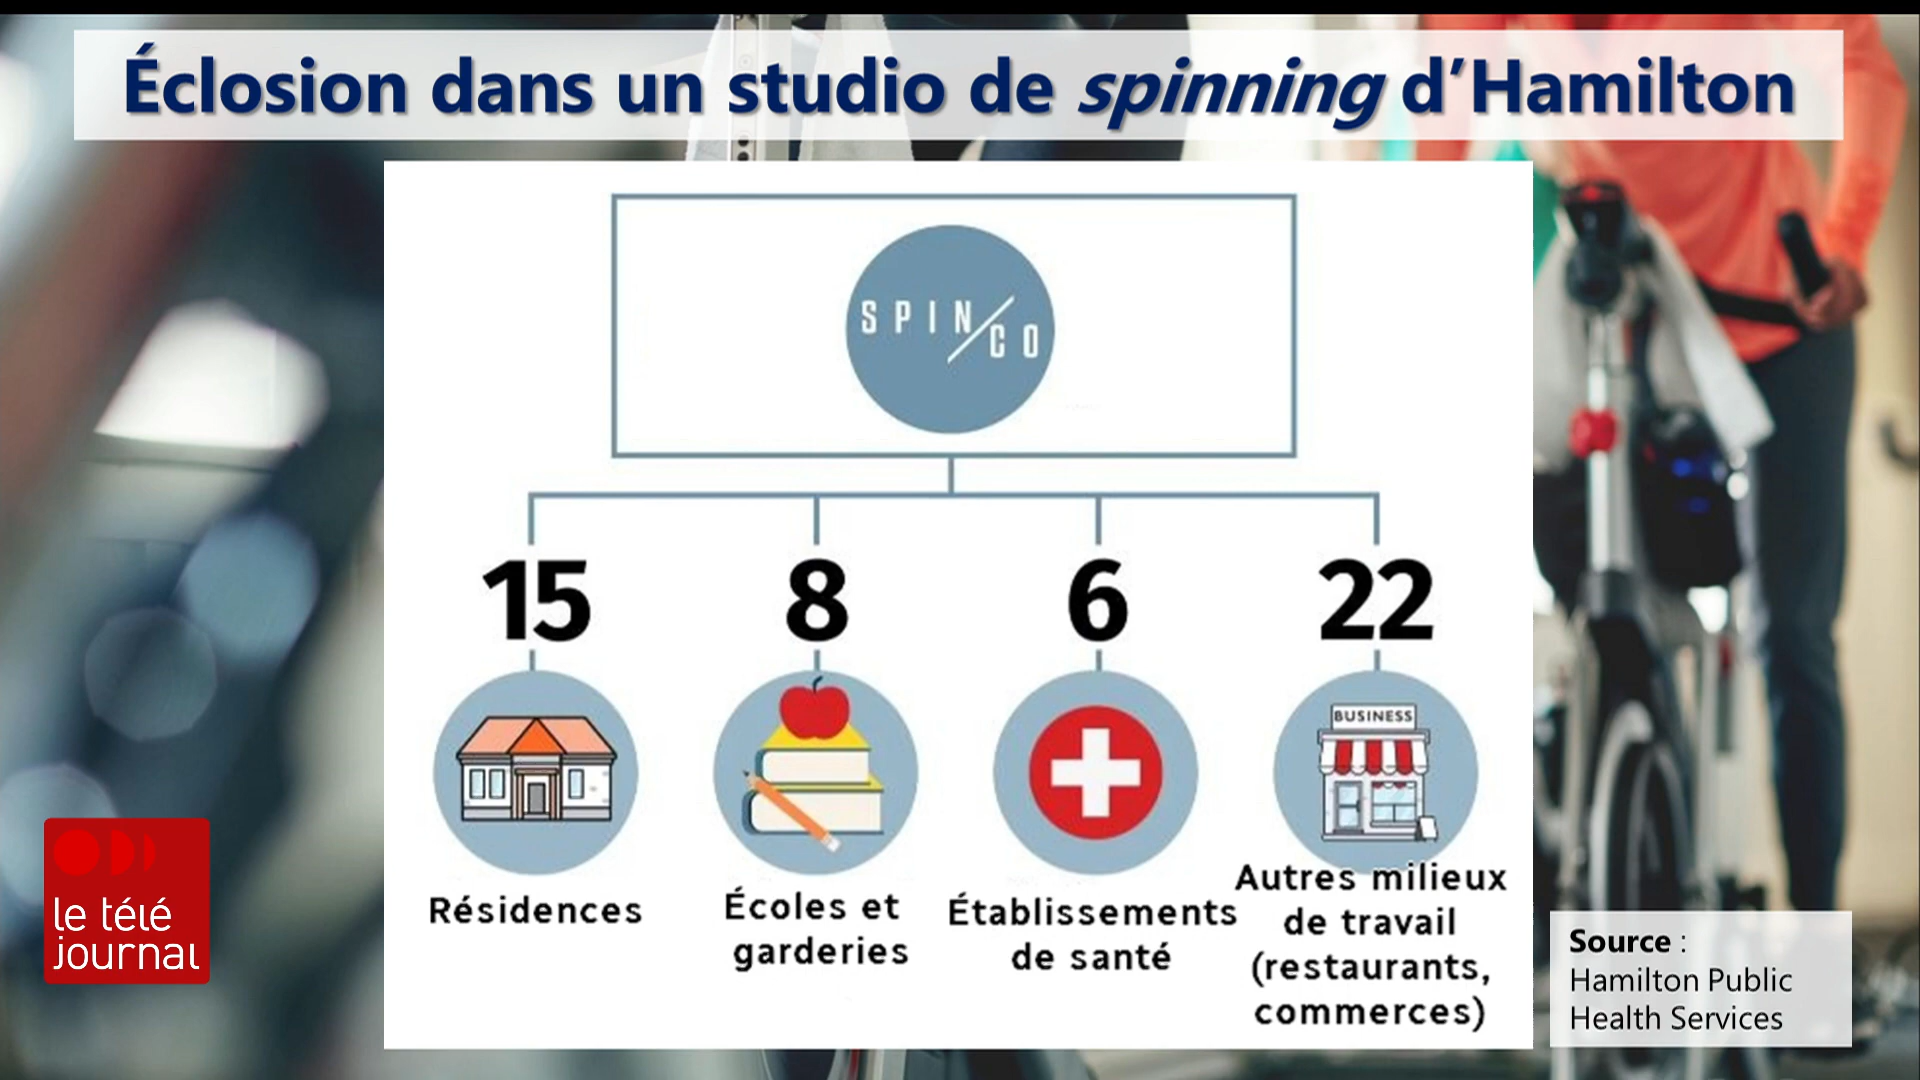 Éclosion dans un studio de spinning d'Hamilton
SPIN/CO
15
8
6
22
BUSINESS
Résidences
Écoles et
garderies
Établissements
de santé
Autres milieux
de travail
(restaurants,
commerces)
le télé
journal
Source :
Hamilton Public
Health Services